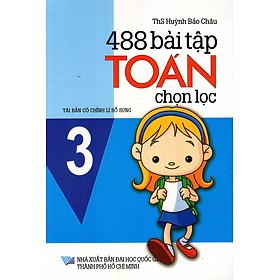 ThS Huỳnh Bảo Châu
488 bài tập
TOÁN
chọn lọc
TÁI BẢN CÓ CHỈNH LÍ BỔ SUNG
3
NHÀ XUẤT BẢN ĐẠI HỌC QUỐC GIA
THÀNH PHỐ HỒ CHÍ MINH